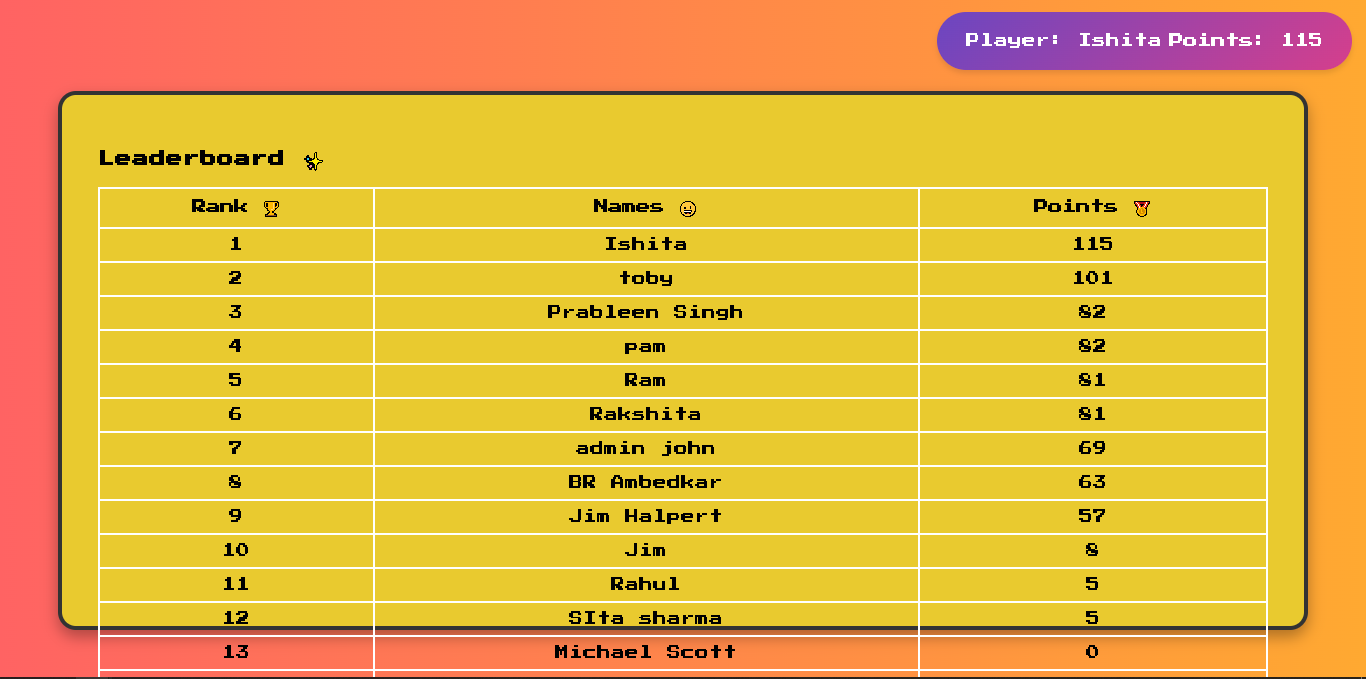 Player: Ishita Points: 115
Leaderboard ✨
Rank 🏆 Names 😀 Points 🏅
1 Ishita 115
2 toby 101
3 Prableen Singh 82
4 pam 82
5 Ram 81
6 Rakshita 81
7 admin john 69
8 BR Ambedkar 63
9 Jim Halpert 57
10 Jim 8
11 Rahul 5
12 SIta sharma 5
13 Michael Scott 0